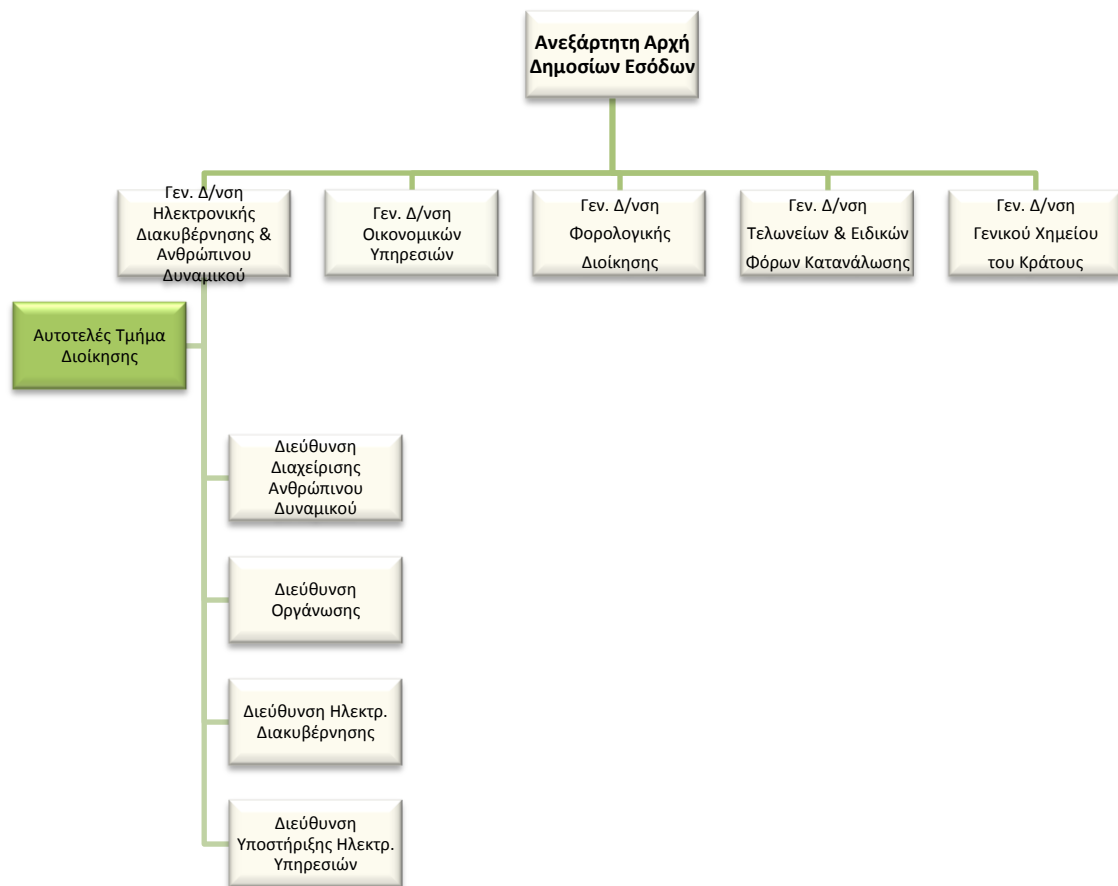 Ανεξάρτητη Αρχή
Δημοσίων Εσόδων
Γεν. Δ/νση
Ηλεκτρονικής
Διακυβέρνησης &
Ανθρώπινου
Δυναμικού
Γεν. Δ/νση
Οικονομικών
Υπηρεσιών
Γεν. Δ/νση
Φορολογικής
Διοίκησης
Γεν. Δ/νση
Τελωνείων & Ειδικών
Φόρων Κατανάλωσης
Γεν. Δ/νση
Γενικού Χημείου
του Κράτους
Αυτοτελές Τμήμα
Διοίκησης
Διεύθυνση
Διαχείρισης
Ανθρώπινου
Δυναμικού
Διεύθυνση
Οργάνωσης
Διεύθυνση Ηλεκτρ.
Διακυβέρνησης
Διεύθυνση
Υποστήριξης Ηλεκτρ.
Υπηρεσιών